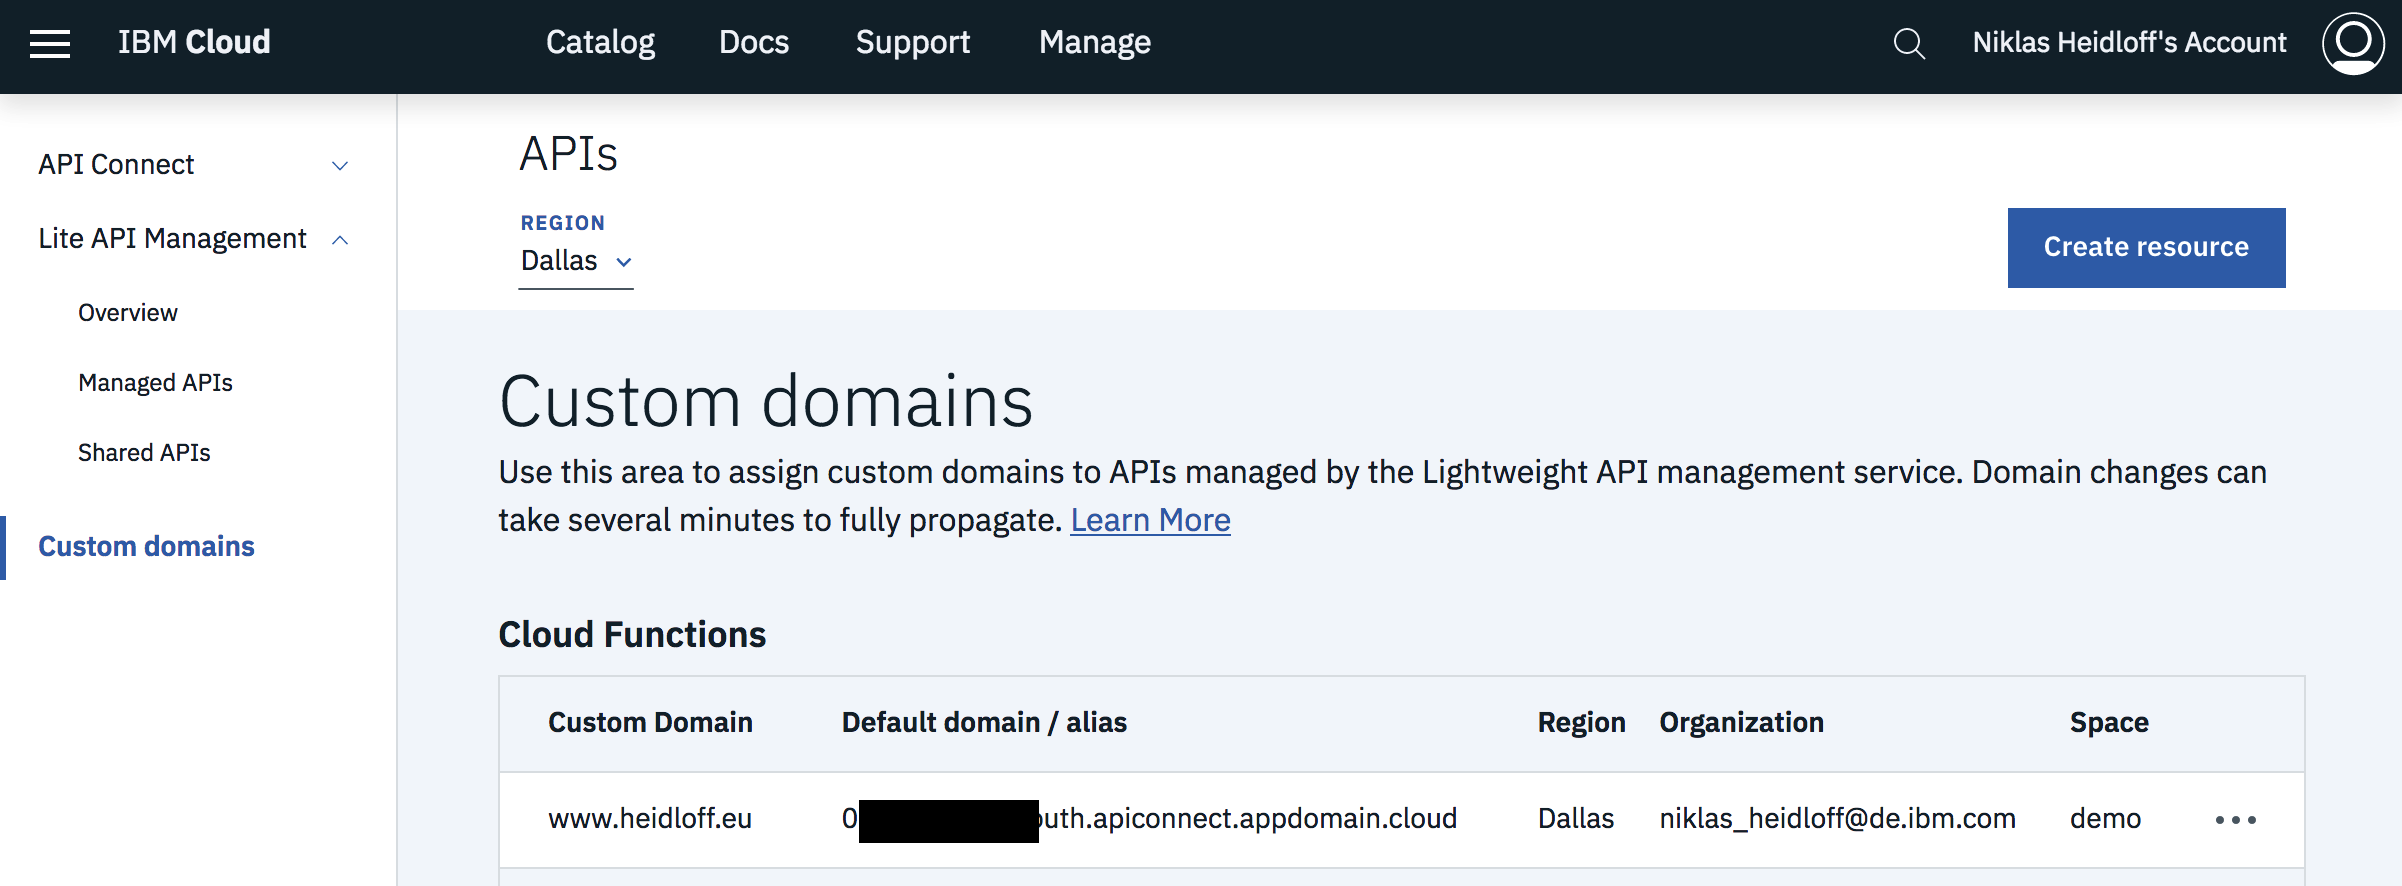 IBM Cloud Catalog Docs Support Manage Niklas Heidloff's Account
API Connect
Lite API Management
Overview
Managed APIs
Shared APIs
Custom domains
APIs
REGION
Dallas
Create resource
Custom domains
Use this area to assign custom domains to APIs managed by the Lightweight API management service. Domain changes can
take several minutes to fully propagate. Learn More
Cloud Functions
Custom Domain Default domain / alias Region Organization Space
www.heidloff.eu 0 uth.apiconnect.appdomain.cloud Dallas niklas_heidloff@de.ibm.com demo